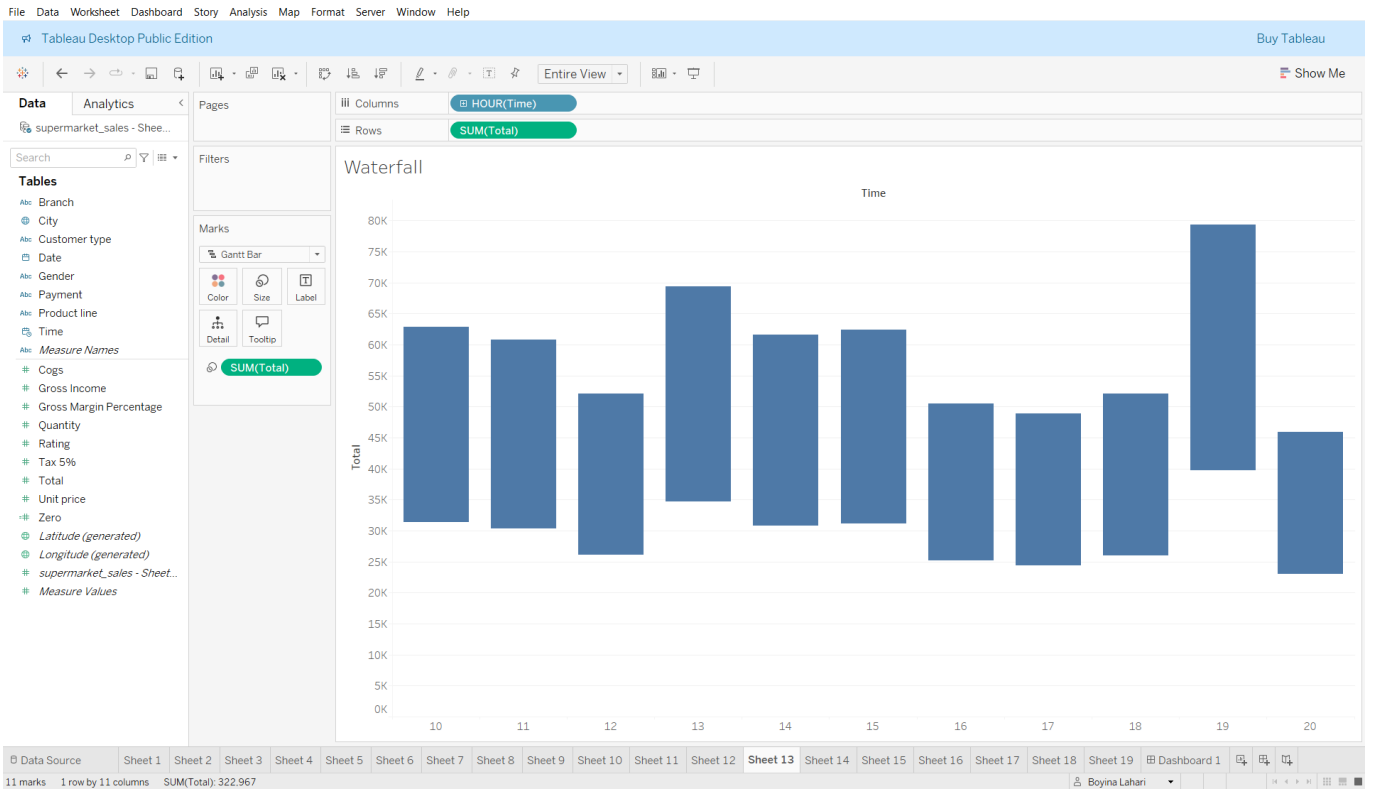 File Data Worksheet Dashboard Story Analysis Map Format Server Window Help
Tableau Desktop Public Edition Buy Tableau
Entire View Show Me
Data Analytics
supermarket_sales - Shee...
Search
Tables
Abc Branch
City
Abc Customer type
Date
Abc Gender
Abc Payment
Abc Product line
Time
Abc Measure Names
# Cogs
# Gross Income
# Gross Margin Percentage
# Quantity
# Rating
# Tax 5%
# Total
# Unit price
=# Zero
Latitude (generated)
Longitude (generated)
# supermarket_sales - Sheet...
# Measure Values
Pages
Filters
Marks
Gantt Bar
Color Size Label
Detail Tooltip
SUM(Total)
Columns HOUR(Time)
Rows SUM(Total)
Waterfall
Time
80K
75K
70K
65K
60K
55K
50K
45K
40K
35K
30K
25K
20K
15K
10K
5K
0K
Total
10 11 12 13 14 15 16 17 18 19 20
Data Source Sheet 1 Sheet 2 Sheet 3 Sheet 4 Sheet 5 Sheet 6 Sheet 7 Sheet 8 Sheet 9 Sheet 10 Sheet 11 Sheet 12 Sheet 13 Sheet 14 Sheet 15 Sheet 16 Sheet 17 Sheet 18 Sheet 19 Dashboard 1
11 marks 1 row by 11 columns SUM(Total): 322,967 Boyina Lahari